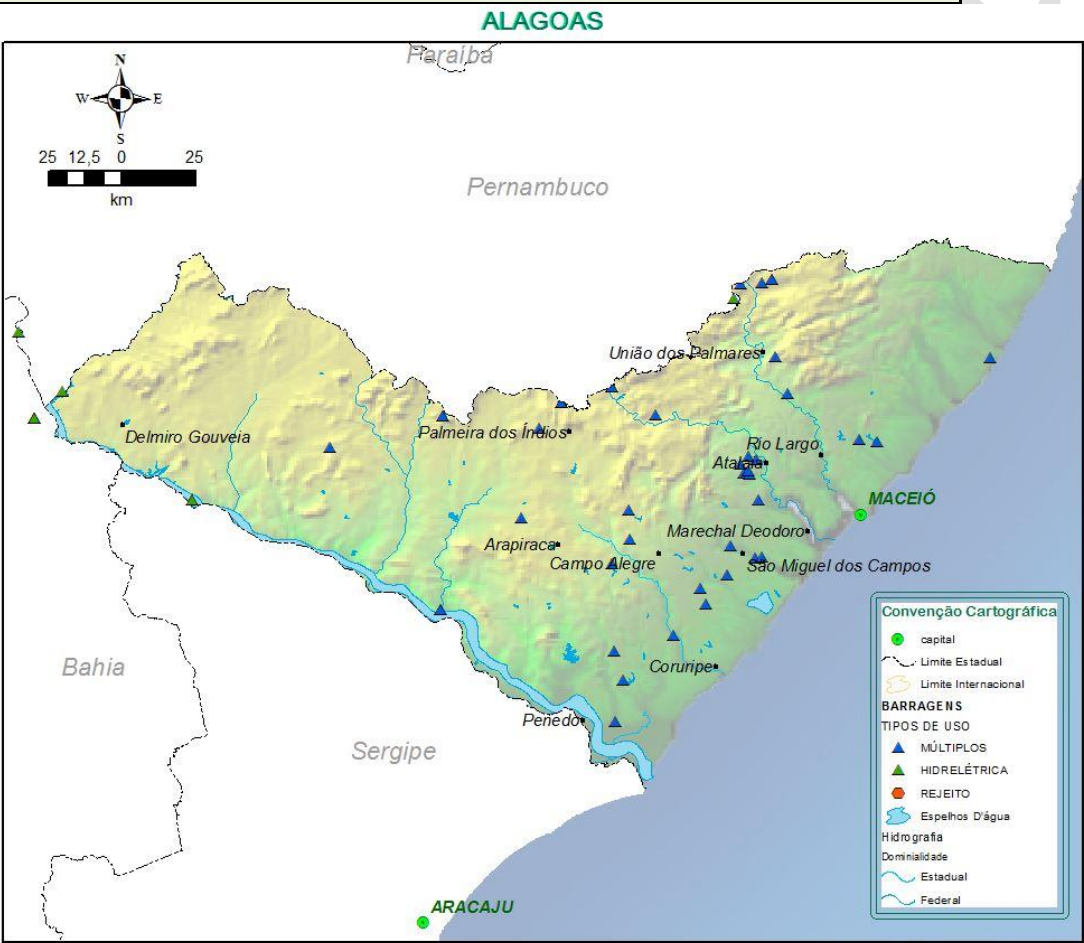 ALAGOAS
Paraíba
N
W E
S
25 12,5 0 25
km
Pernambuco
União dos Palmares
Delmiro Gouveia
Palmeira dos Índios
Rio Largo
Atalaia
MACEIÓ
Marechal Deodoro
Arapiraca
Campo Alegre
São Miguel dos Campos
Bahia
Coruripe
Penedo
Sergipe
ARACAJU
Convenção Cartográfica
capital
Limite Estadual
Limite Internacional
BARRAGENS
TIPOS DE USO
MÚLTIPLOS
HIDRELÉTRICA
REJEITO
Espelhos D'água
Hidrografia
Dominialidade
Estadual
Federal